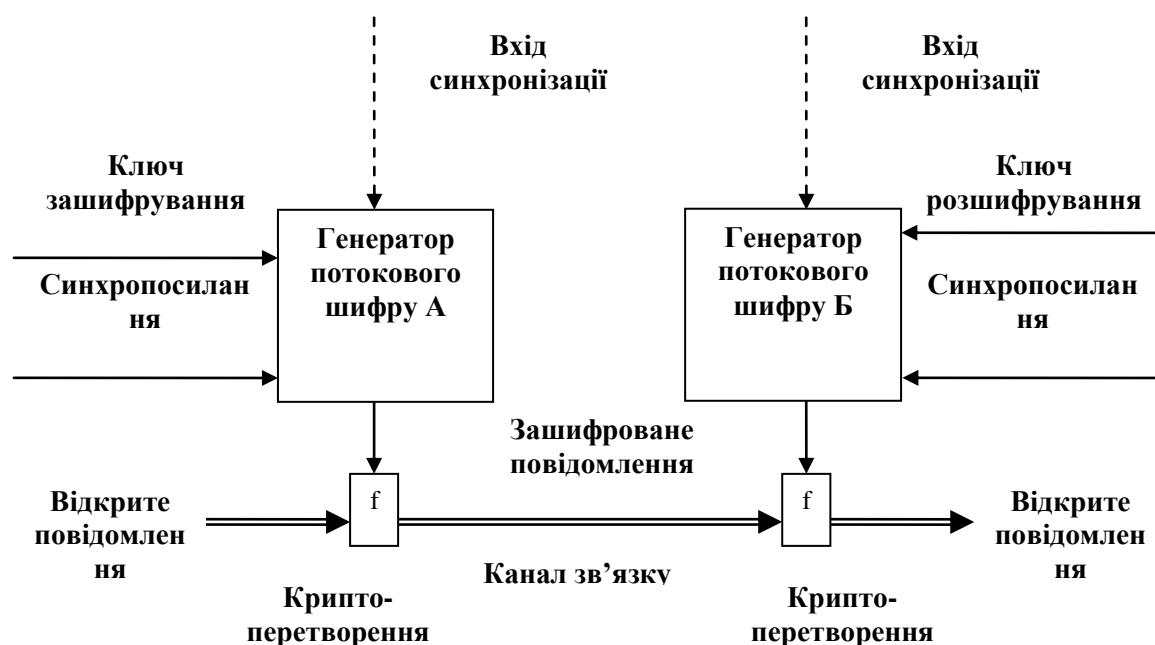 Вхід
синхронізації
Вхід
синхронізації
Ключ
зашифрування
Ключ
розшифрування
Генератор
потокового
шифру А
Генератор
потокового
шифру Б
Синхропосилан
ня
Синхропосилан
ня
Зашифроване
повідомлення
Відкрите
повідомлен
ня
f
f
Відкрите
повідомлен
ня
Канал зв’язку
Крипто-
перетворення
Крипто-
перетворення